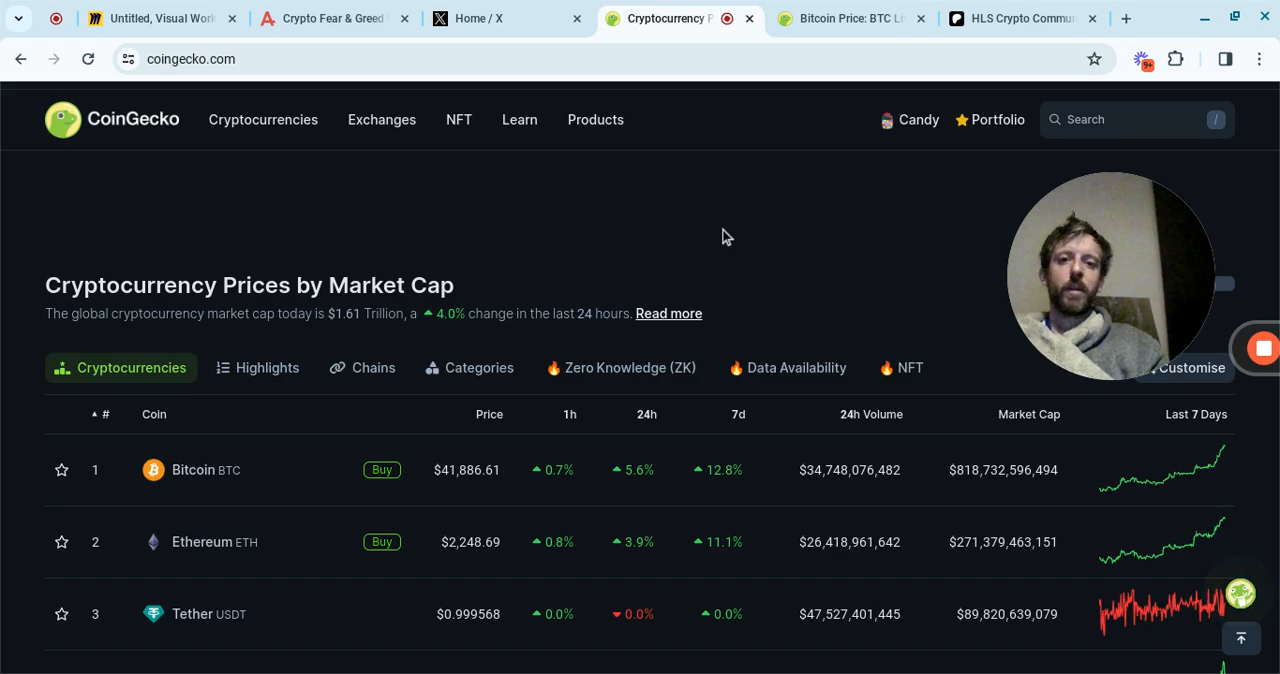 Untitled, Visual Work
Crypto Fear & Greed
Home / X
Cryptocurrency P
Bitcoin Price: BTC Li
HLS Crypto Commu
coingecko.com
9+
CoinGecko
Cryptocurrencies
Exchanges
NFT
Learn
Products
Candy
Portfolio
Search
/
Cryptocurrency Prices by Market Cap
The global cryptocurrency market cap today is $1.61 Trillion, a 4.0% change in the last 24 hours. Read more
Cryptocurrencies
Highlights
Chains
Categories
Zero Knowledge (ZK)
Data Availability
NFT
Customise
# Coin Price 1h 24h 7d 24h Volume Market Cap Last 7 Days
1 Bitcoin BTC Buy $41,886.61 0.7% 5.6% 12.8% $34,748,076,482 $818,732,596,494
2 Ethereum ETH Buy $2,248.69 0.8% 3.9% 11.1% $26,418,961,642 $271,379,463,151
3 Tether USDT $0.999568 0.0% 0.0% 0.0% $47,527,401,445 $89,820,639,079